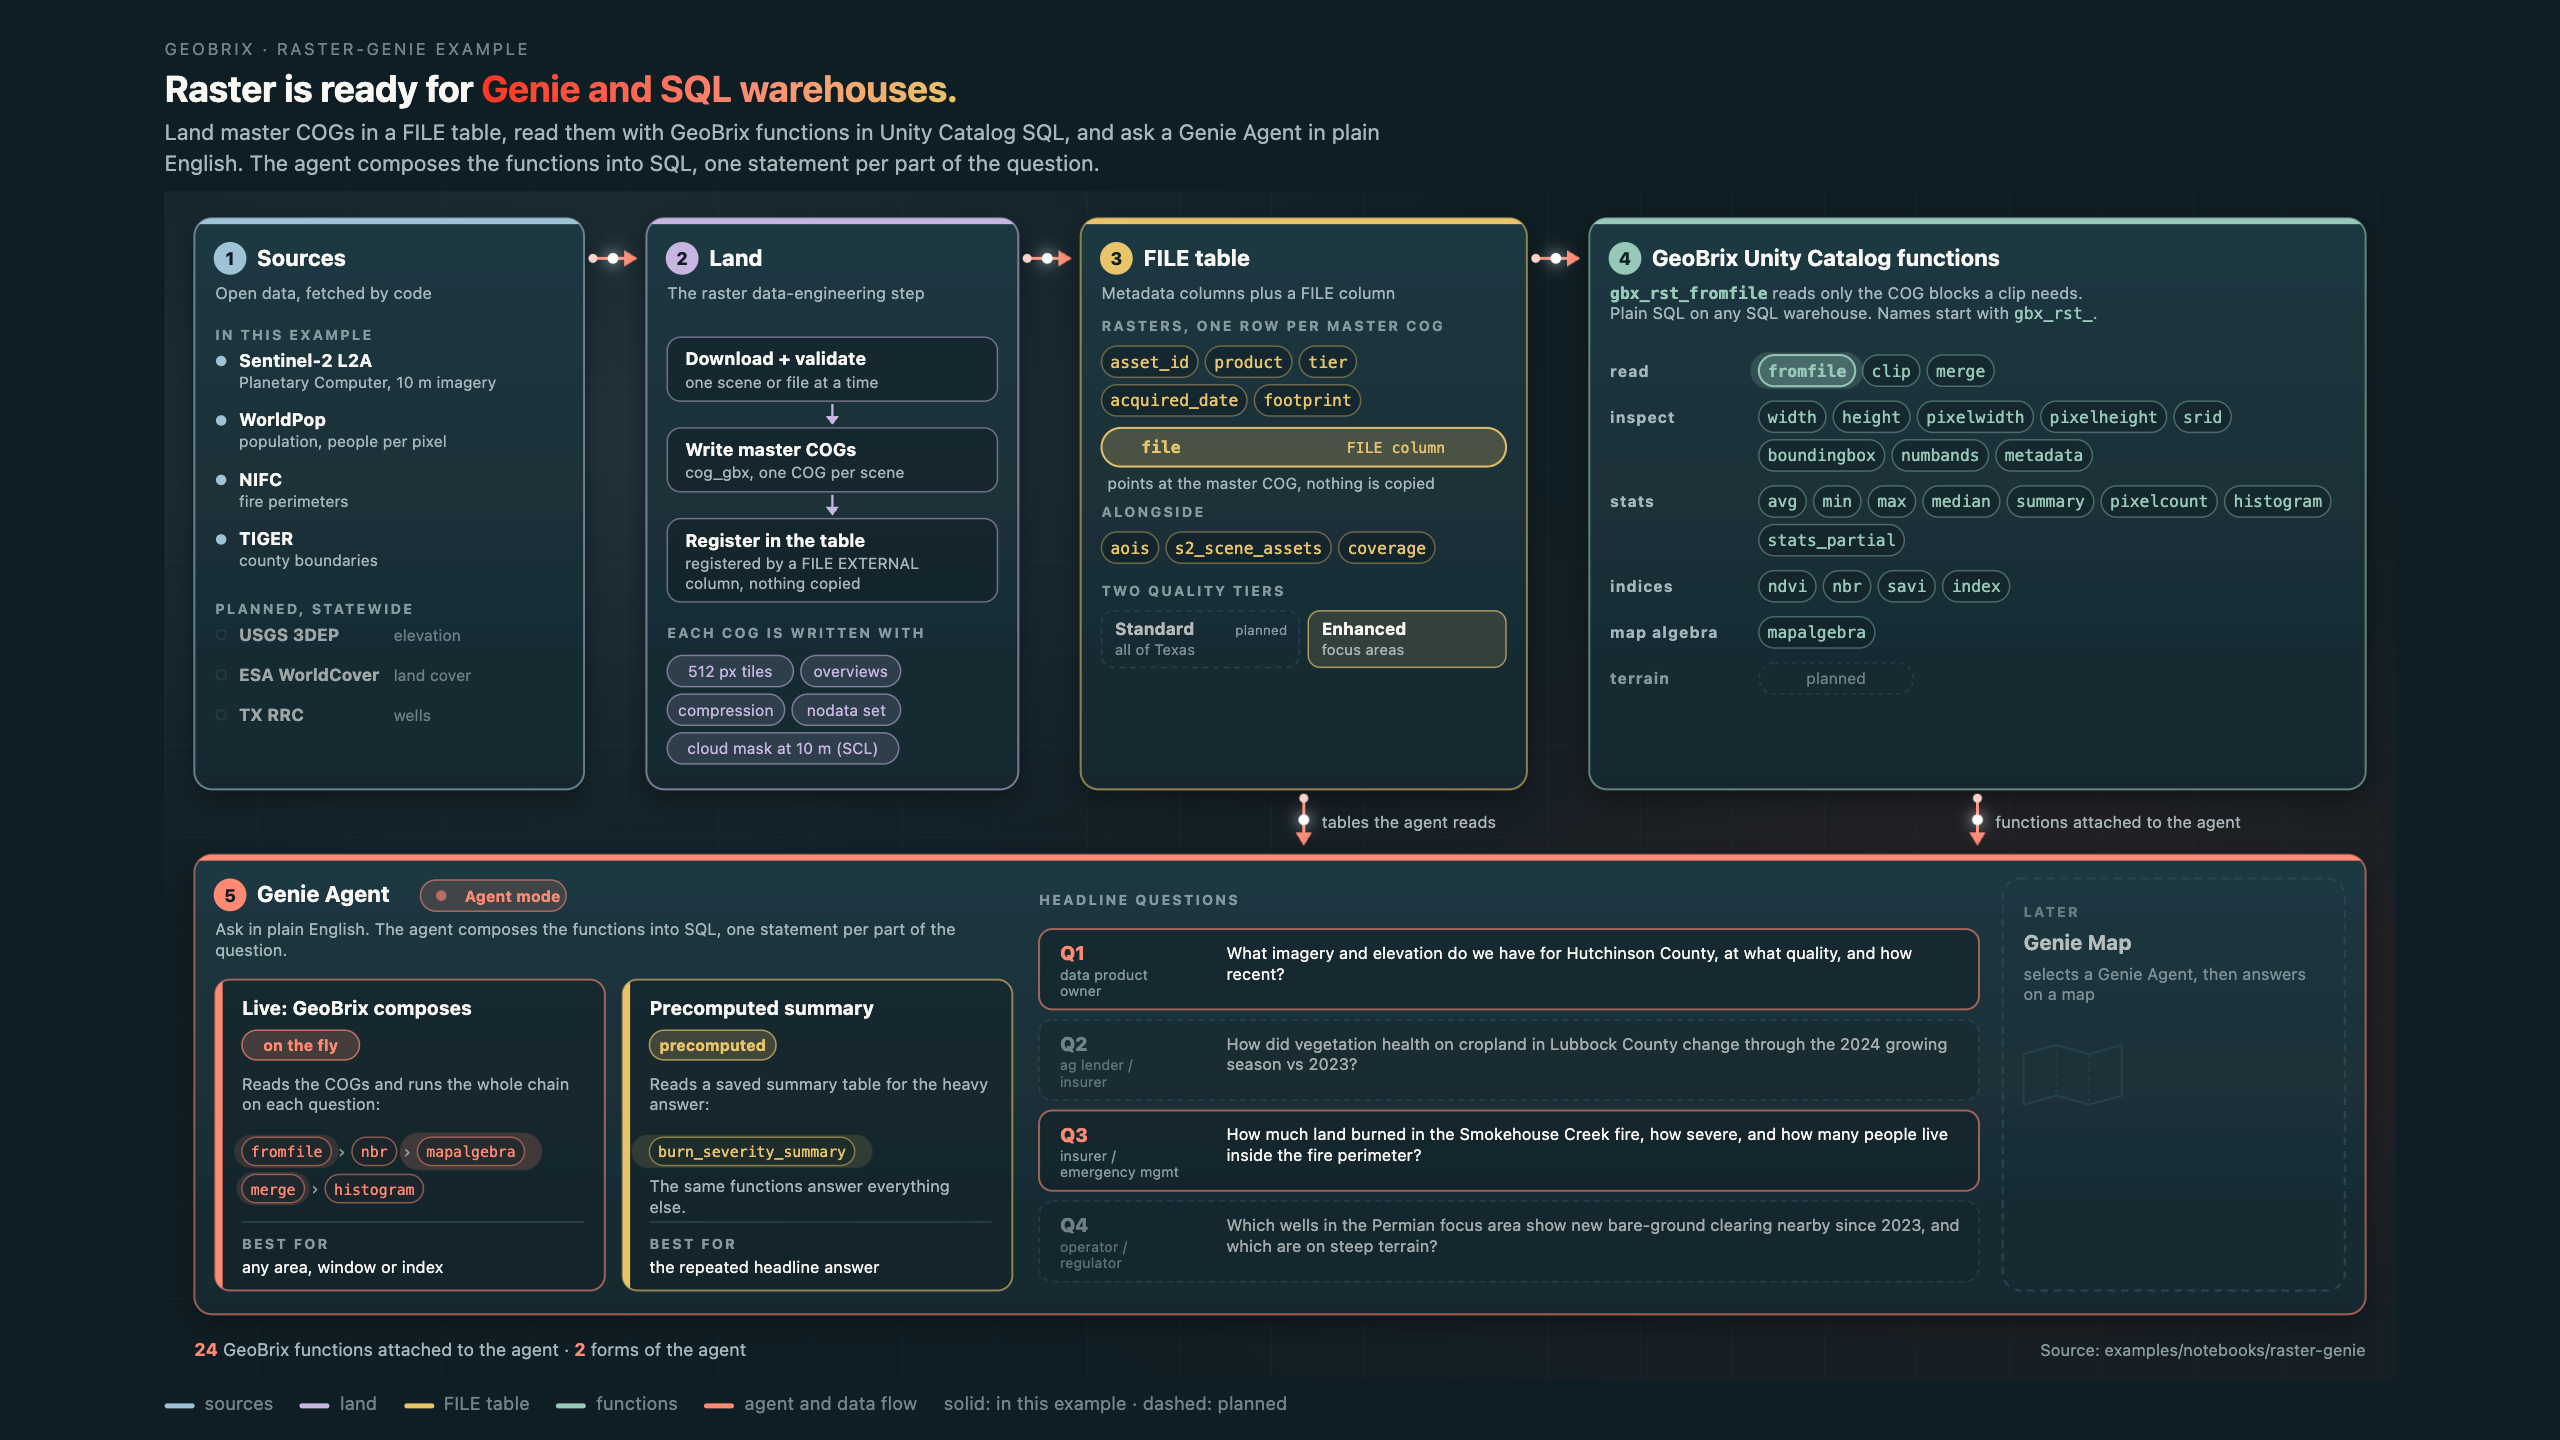 GEOBRIX · RASTER-GENIE EXAMPLE
Raster is ready for Genie and SQL warehouses.
Land master COGs in a FILE table, read them with GeoBrix functions in Unity Catalog SQL, and ask a Genie Agent in plain
English. The agent composes the functions into SQL, one statement per part of the question.
1 Sources
Open data, fetched by code
IN THIS EXAMPLE
Sentinel-2 L2A
Planetary Computer, 10 m imagery
WorldPop
population, people per pixel
NIFC
fire perimeters
TIGER
county boundaries
PLANNED, STATEWIDE
USGS 3DEP elevation
ESA WorldCover land cover
TX RRC wells
2 Land
The raster data-engineering step
Download + validate
one scene or file at a time
Write master COGs
cog_gbx, one COG per scene
Register in the table
registered by a FILE EXTERNAL
column, nothing copied
EACH COG IS WRITTEN WITH
512 px tiles overviews
compression nodata set
cloud mask at 10 m (SCL)
3 FILE table
Metadata columns plus a FILE column
RASTERS, ONE ROW PER MASTER COG
asset_id product tier
acquired_date footprint
file FILE column
points at the master COG, nothing is copied
ALONGSIDE
aois s2_scene_assets coverage
TWO QUALITY TIERS
Standard planned
all of Texas
Enhanced
focus areas
4 GeoBrix Unity Catalog functions
gbx_rst_fromfile reads only the COG blocks a clip needs.
Plain SQL on any SQL warehouse. Names start with gbx_rst_.
read fromfile clip merge
inspect width height pixelwidth pixelheight srid
boundingbox numbands metadata
stats avg min max median summary pixelcount histogram
stats_partial
indices ndvi nbr savi index
map algebra mapalgebra
terrain planned
tables the agent reads
functions attached to the agent
5 Genie Agent Agent mode
Ask in plain English. The agent composes the functions into SQL, one statement per part of the
question.
Live: GeoBrix composes
on the fly
Reads the COGs and runs the whole chain
on each question:
fromfile › nbr › mapalgebra
merge › histogram
BEST FOR
any area, window or index
Precomputed summary
precomputed
Reads a saved summary table for the heavy
answer:
burn_severity_summary
The same functions answer everything
else.
BEST FOR
the repeated headline answer
HEADLINE QUESTIONS
Q1
data product
owner
What imagery and elevation do we have for Hutchinson County, at what quality, and how
recent?
Q2
ag lender /
insurer
How did vegetation health on cropland in Lubbock County change through the 2024 growing
season vs 2023?
Q3
insurer /
emergency mgmt
How much land burned in the Smokehouse Creek fire, how severe, and how many people live
inside the fire perimeter?
Q4
operator /
regulator
Which wells in the Permian focus area show new bare-ground clearing nearby since 2023, and
which are on steep terrain?
LATER
Genie Map
selects a Genie Agent, then answers
on a map
24 GeoBrix functions attached to the agent · 2 forms of the agent
Source: examples/notebooks/raster-genie
sources land FILE table functions agent and data flow solid: in this example · dashed: planned